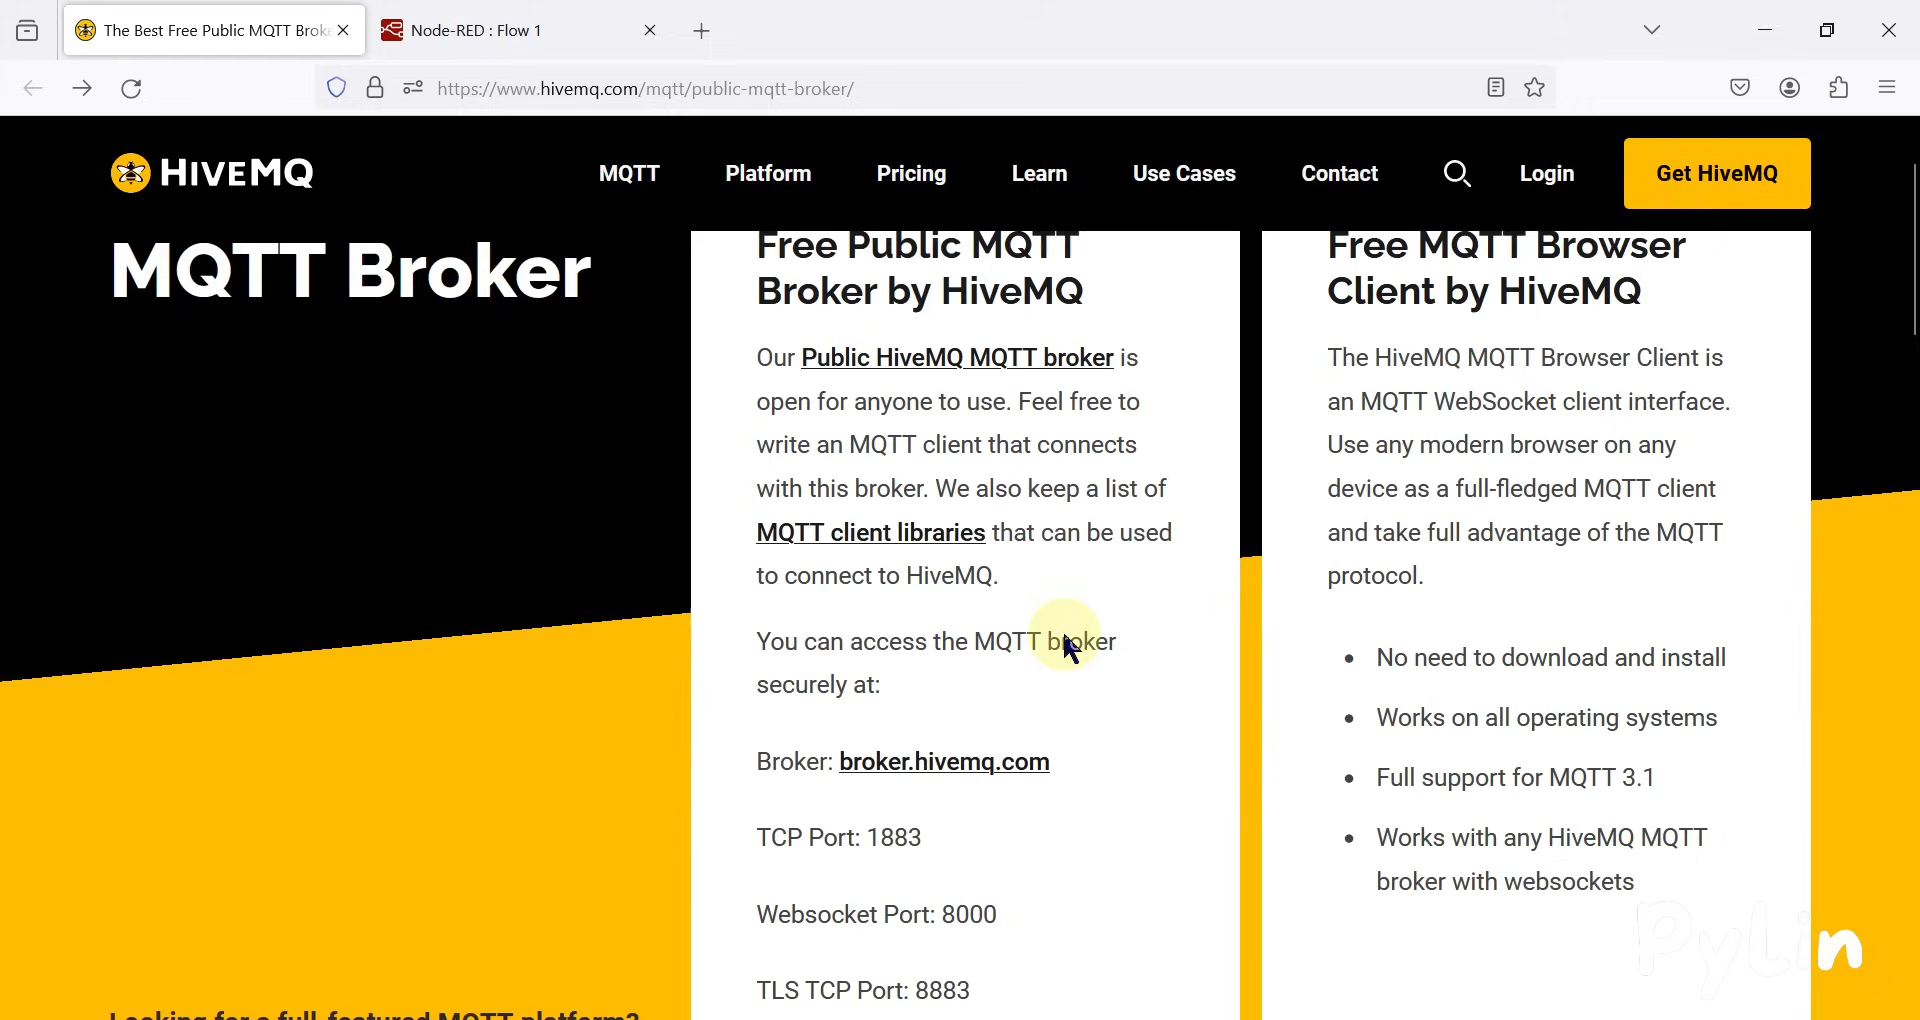 The Best Free Public MQTT Brok
Node-RED : Flow 1
https://www.hivemq.com/mqtt/public-mqtt-broker/
HIVEMQ
MQTT
Platform
Pricing
Learn
Use Cases
Contact
Login
Get HiveMQ
MQTT Broker
Free Public MQTT
Broker by HiveMQ
Our Public HiveMQ MQTT broker is
open for anyone to use. Feel free to
write an MQTT client that connects
with this broker. We also keep a list of
MQTT client libraries that can be used
to connect to HiveMQ.
You can access the MQTT broker
securely at:
Broker: broker.hivemq.com
TCP Port: 1883
Websocket Port: 8000
TLS TCP Port: 8883
Free MQTT Browser
Client by HiveMQ
The HiveMQ MQTT Browser Client is
an MQTT WebSocket client interface.
Use any modern browser on any
device as a full-fledged MQTT client
and take full advantage of the MQTT
protocol.
• No need to download and install
• Works on all operating systems
• Full support for MQTT 3.1
• Works with any HiveMQ MQTT
broker with websockets
PyLin
Looking for a full-featured MQTT platform?